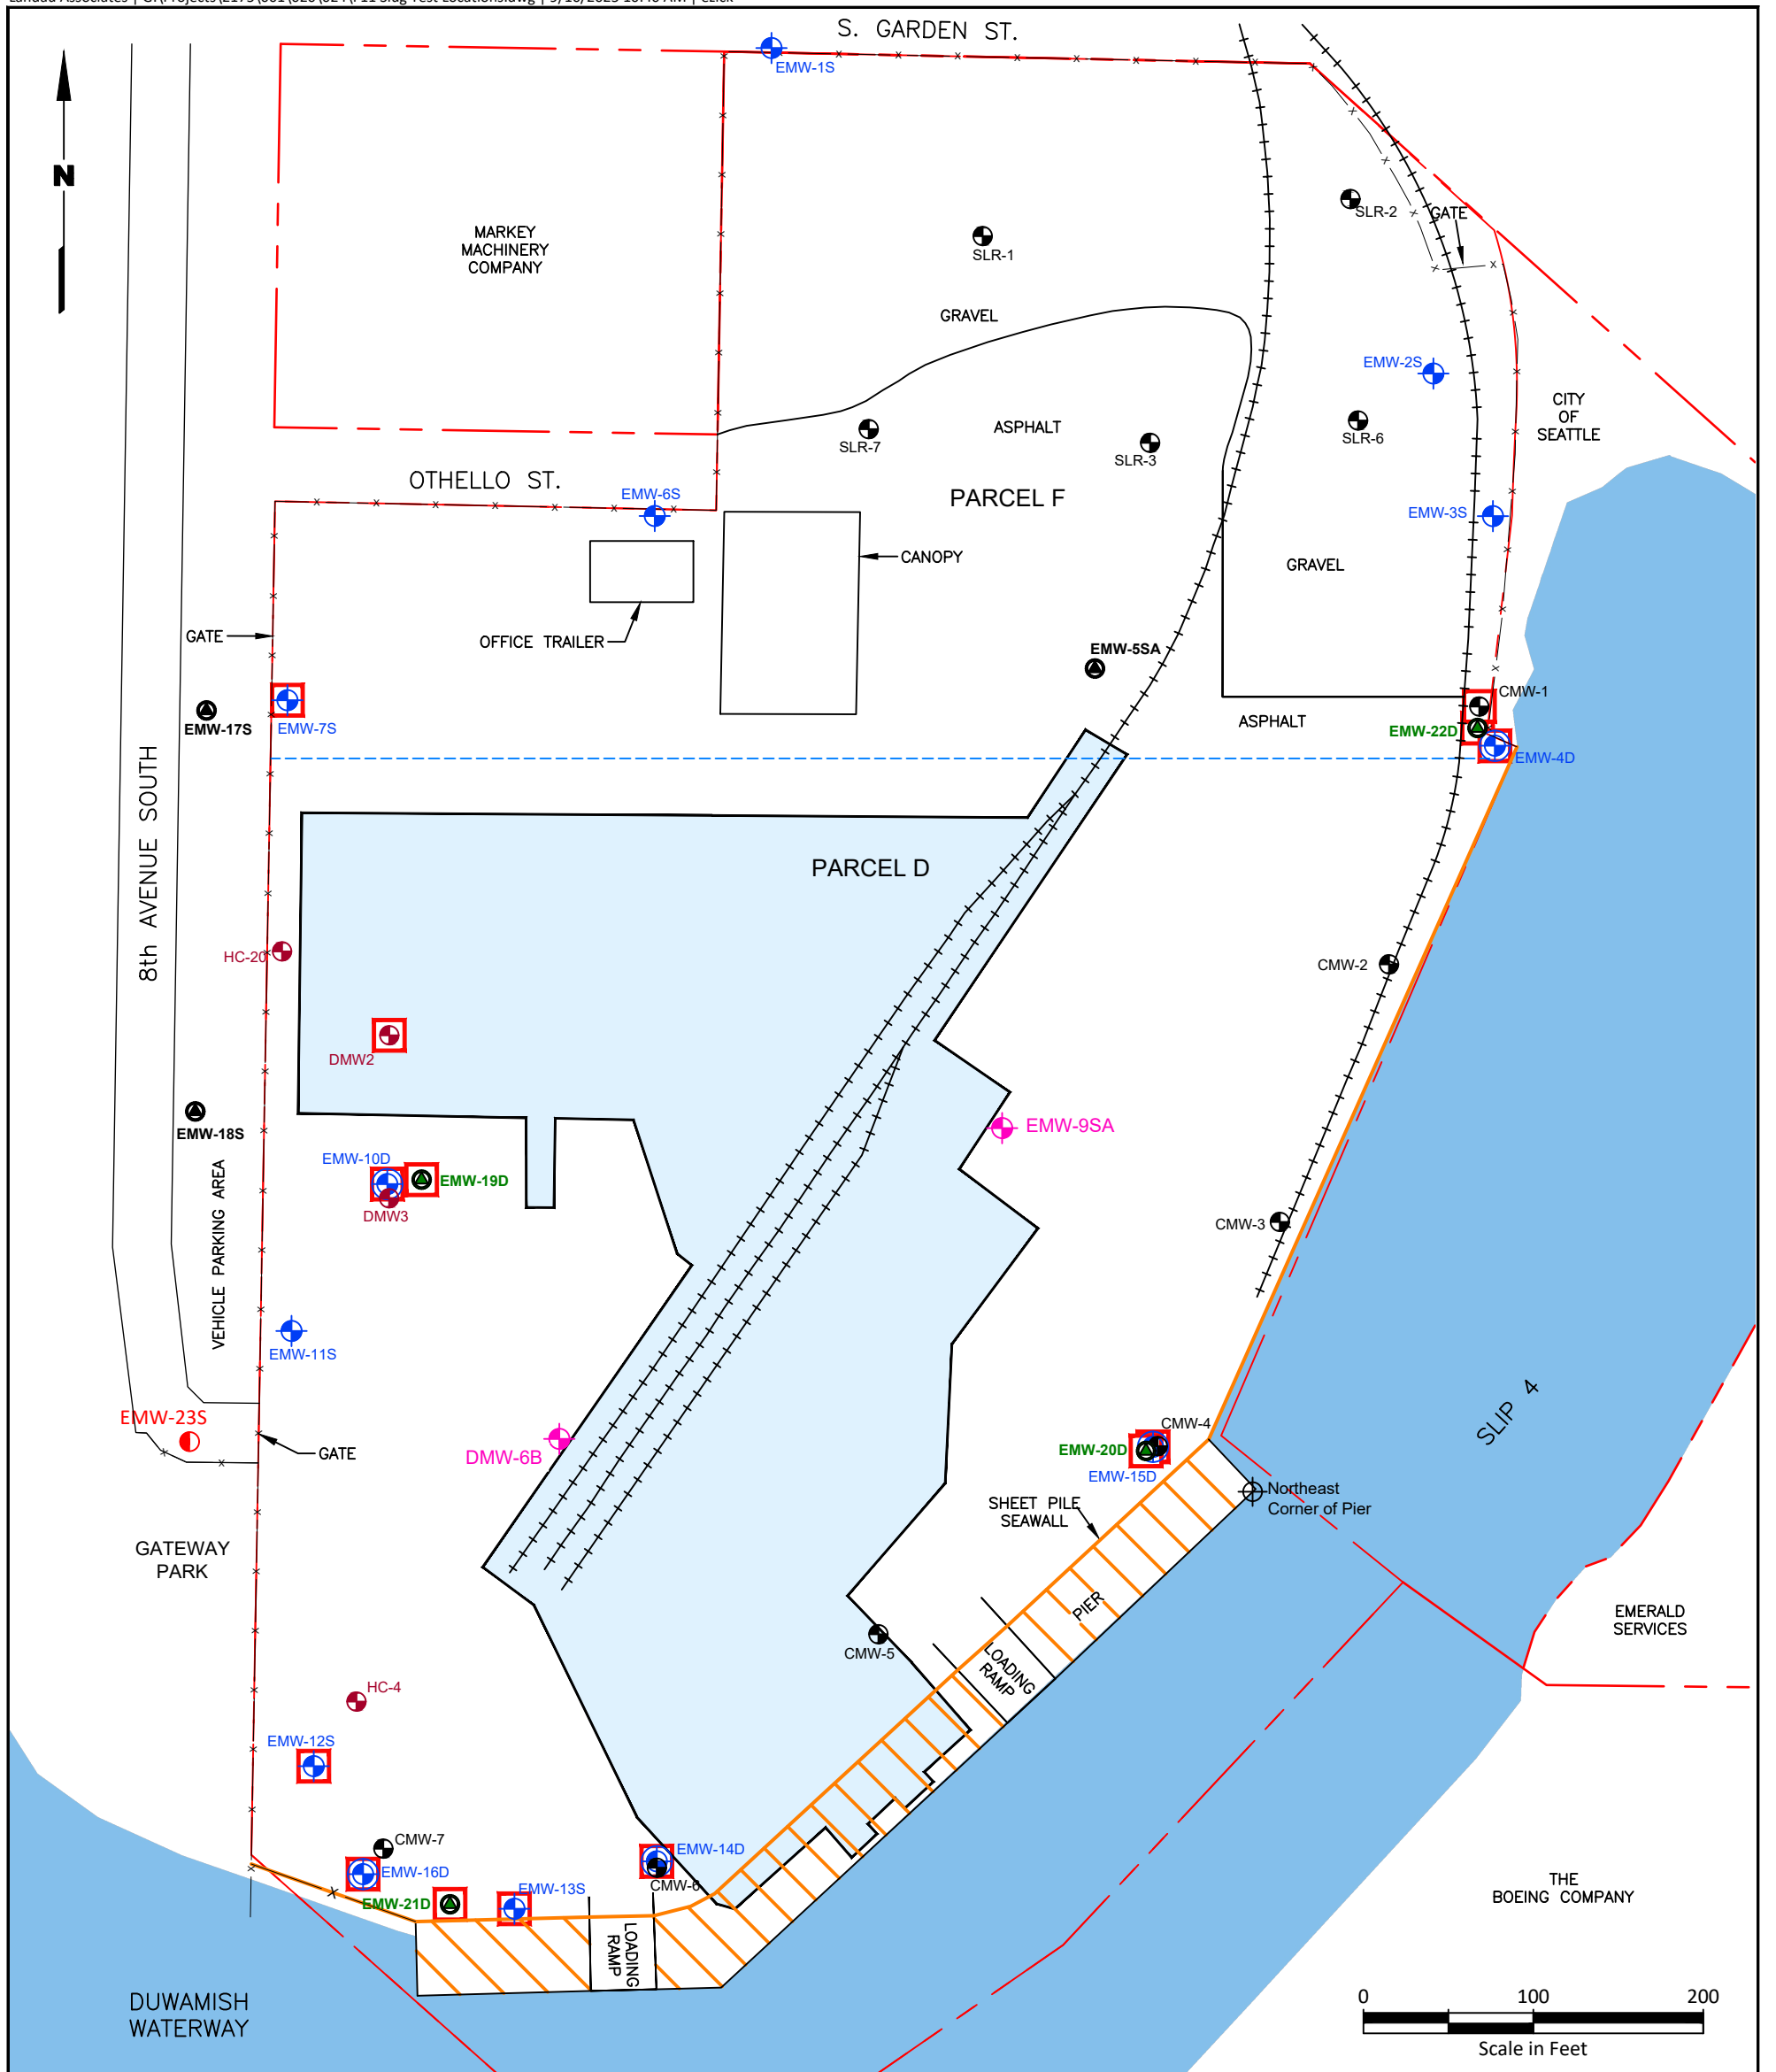 S. GARDEN ST.
EMW-1S
N
MARKEY
MACHINERY
COMPANY
SLR-1
SLR-2
GATE
GRAVEL
EMW-2S
CITY
OF
SEATTLE
SLR-7
ASPHALT
SLR-3
SLR-6
OTHELLO ST.
EMW-6S
PARCEL F
EMW-3S
CANOPY
GRAVEL
GATE
OFFICE TRAILER
EMW-5SA
EMW-17S
EMW-7S
CMW-1
ASPHALT
EMW-22D
EMW-4D
8th AVENUE SOUTH
PARCEL D
HC-20
CMW-2
DMW2
EMW-18S
EMW-9SA
EMW-10D
EMW-19D
DMW3
CMW-3
VEHICLE PARKING AREA
EMW-11S
SLIP 4
EMW-23S
GATE
DMW-6B
CMW-4
EMW-20D
EMW-15D
Northeast
Corner of Pier
SHEET PILE
SEAWALL
GATEWAY
PARK
PIER
EMERALD
SERVICES
CMW-5
LOADING
RAMP
HC-4
EMW-12S
CMW-7
EMW-14D
EMW-16D
CMW-6
EMW-13S
EMW-21D
LOADING
RAMP
THE
BOEING COMPANY
DUWAMISH
WATERWAY
0 100 200
Scale in Feet